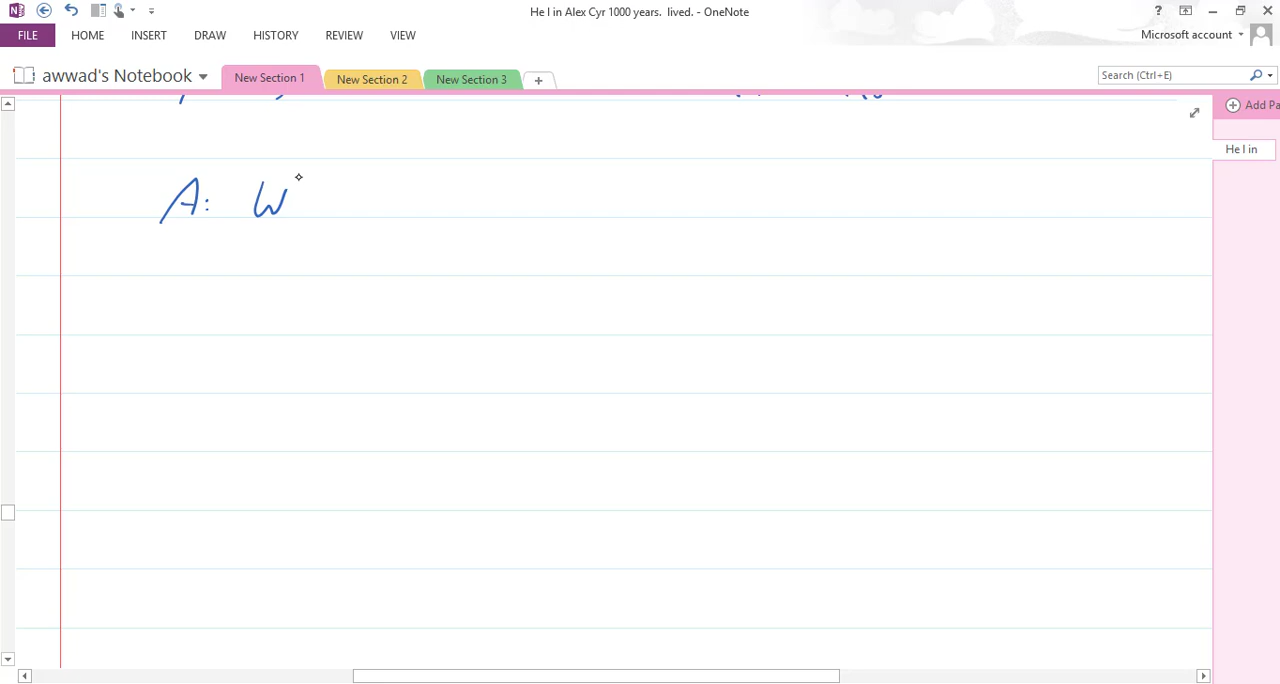 He I in Alex Cyr 1000 years.  lived. - OneNote
?
FILE HOME INSERT DRAW HISTORY REVIEW VIEW Microsoft account
awwad's Notebook New Section 1 New Section 2 New Section 3 + Search (Ctrl+E)
Add Pa
He I in
A: W